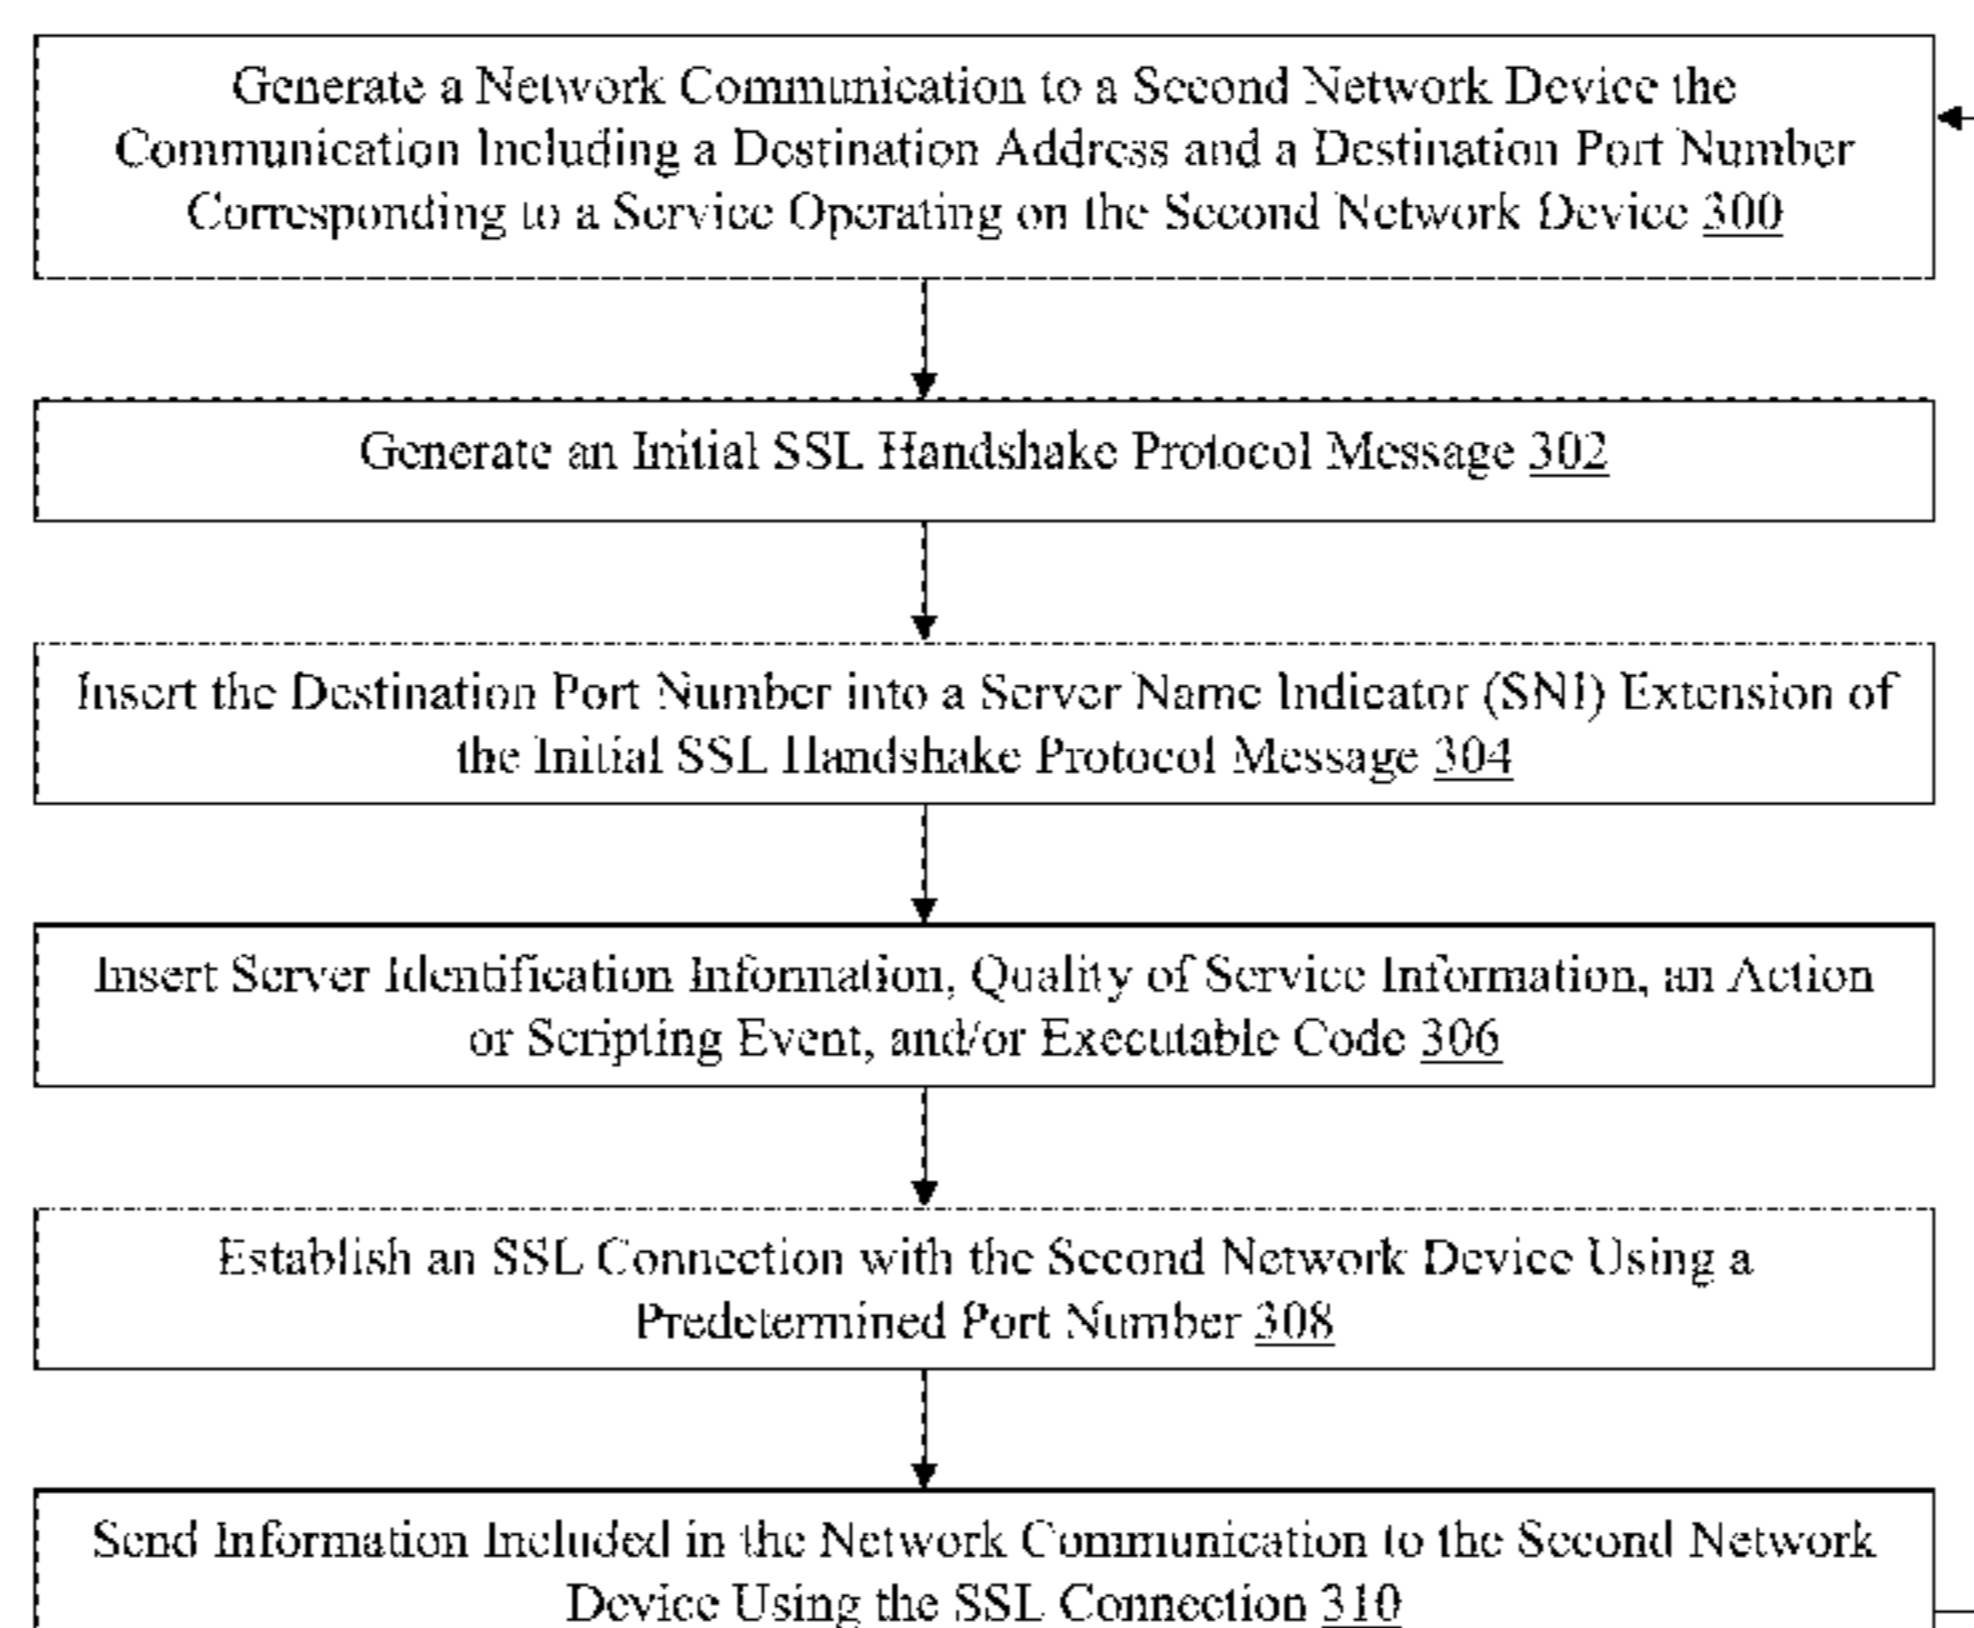 Generate a Network Communication to a Second Network Device the
Communication Including a Destination Address and a Destination Port Number
Corresponding to a Service Operating on the Second Network Device 300
Generate an Initial SSL Handshake Protocol Message 302
Insert the Destination Port Number into a Server Name Indicator (SNI) Extension of
the Initial SSL Handshake Protocol Message 304
Insert Server Identification Information, Quality of Service Information, an Action
or Scripting Event, and/or Executable Code 306
Establish an SSL Connection with the Second Network Device Using a
Predetermined Port Number 308
Send Information Included in the Network Communication to the Second Network
Device Using the SSL Connection 310